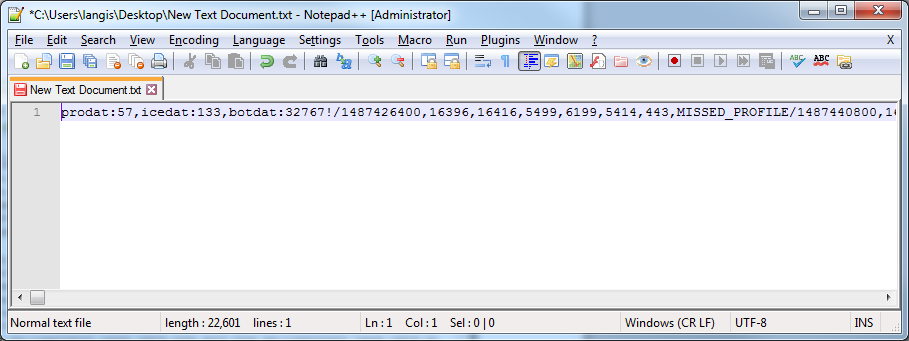 *C:\Users\langis\Desktop\New Text Document.txt - Notepad++ [Administrator]
File Edit Search View Encoding Language Settings Tools Macro Run Plugins Window ? X
New Text Document.txt
1 prodat:57,icedat:133,botdat:32767!/1487426400,16396,16416,5499,6199,5414,443,MISSED_PROFILE/1487440800,16
Normal text file length : 22,601 lines : 1 Ln : 1 Col : 1 Sel : 0 | 0 Windows (CR LF) UTF-8 INS